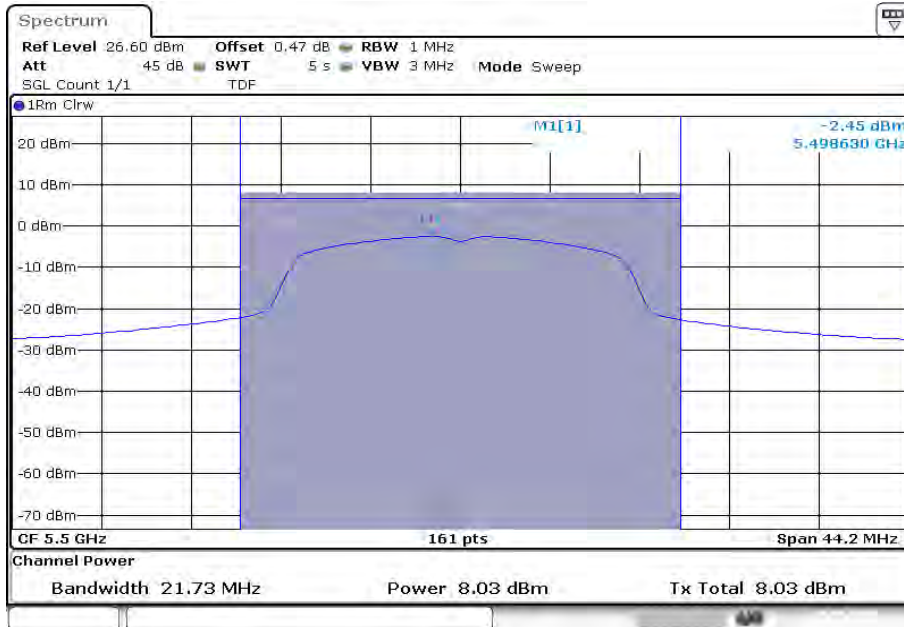 Spectrum
Ref Level 26.60 dBm Offset 0.47 dB RBW 1 MHz
Att 45 dB SWT 5 s VBW 3 MHz Mode Sweep
SGL Count 1/1 TDF
1Rm Clrw
M1[1] -2.45 dBm
5.498630 GHz
20 dBm
10 dBm
0 dBm
-10 dBm
-20 dBm
-30 dBm
-40 dBm
-50 dBm
-60 dBm
-70 dBm
CF 5.5 GHz 161 pts Span 44.2 MHz
Channel Power
Bandwidth 21.73 MHz Power 8.03 dBm Tx Total 8.03 dBm